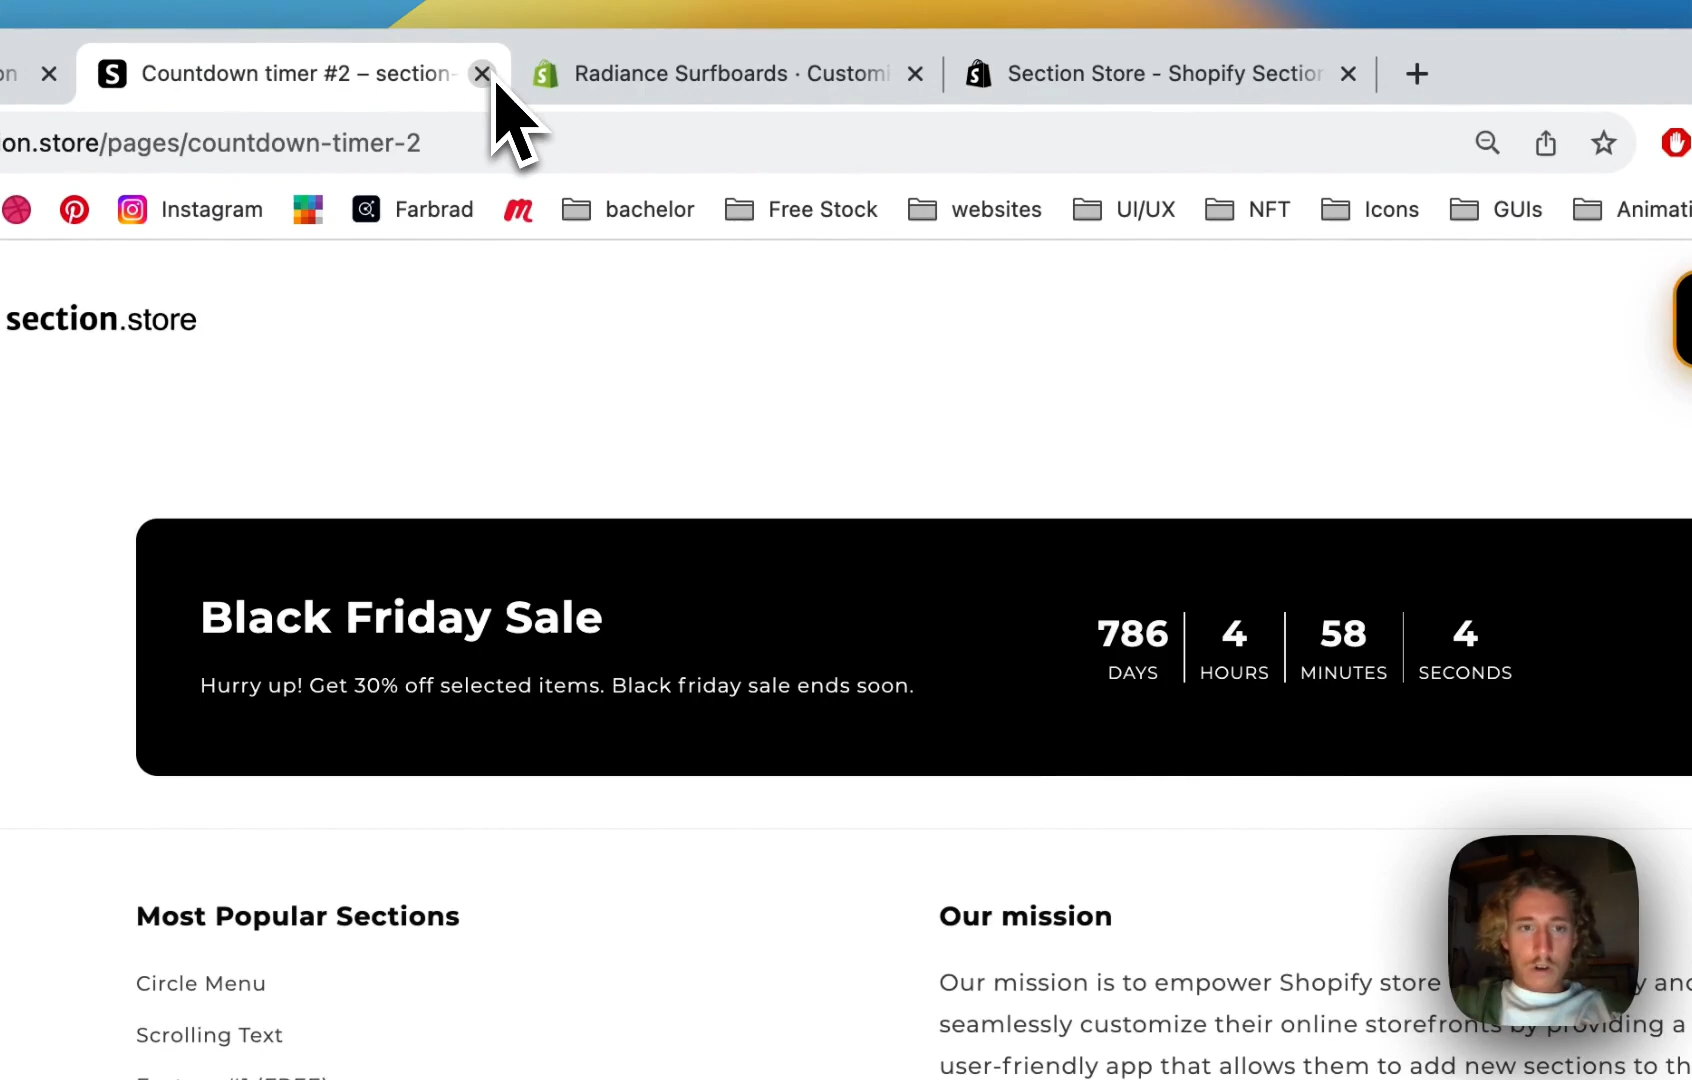 on
Countdown timer #2 – section-
Radiance Surfboards · Customi
Section Store - Shopify Section
ion.store/pages/countdown-timer-2
Instagram
Farbrad
bachelor
Free Stock
websites
UI/UX
NFT
Icons
GUIs
Animati
section.store
Black Friday Sale
Hurry up! Get 30% off selected items. Black friday sale ends soon.
786 4 58 4
DAYS HOURS MINUTES SECONDS
Most Popular Sections
Our mission
Circle Menu
Scrolling Text
Our mission is to empower Shopify store y and
seamlessly customize their online storefronts by providing a
user-friendly app that allows them to add new sections to th